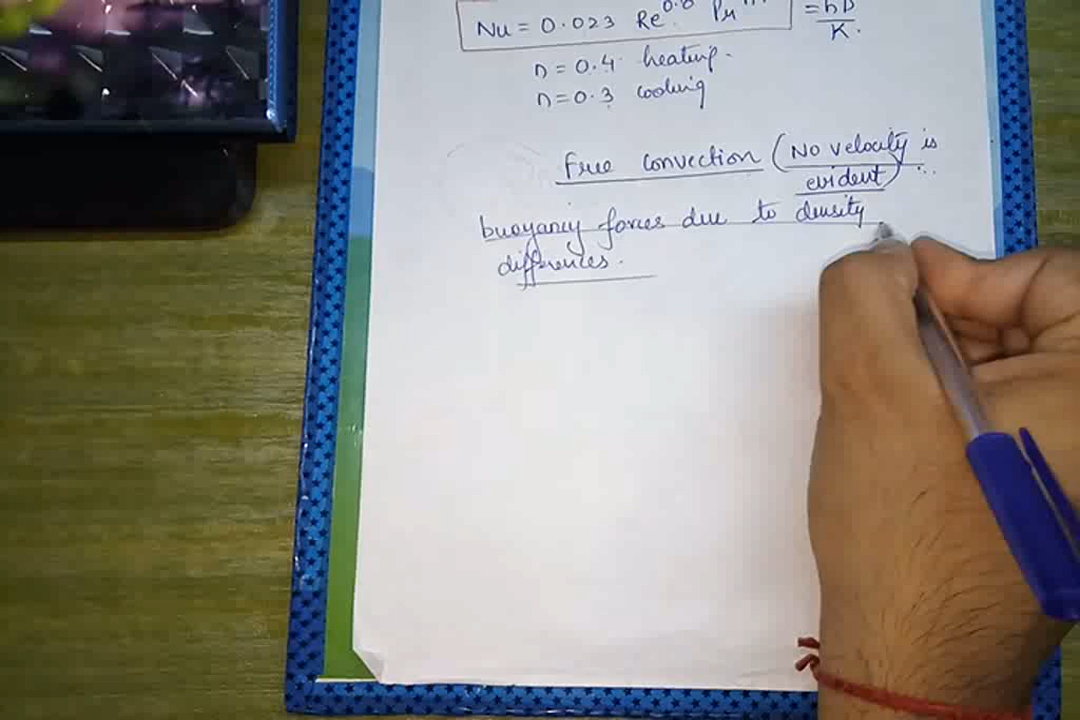 Nu = 0.023 Re^0.8 Pr^n = hD/K.
n = 0.4 heating.
n = 0.3 cooling
Free convection (No velocity is evident) ...
buoyancy forces due to density
differences.